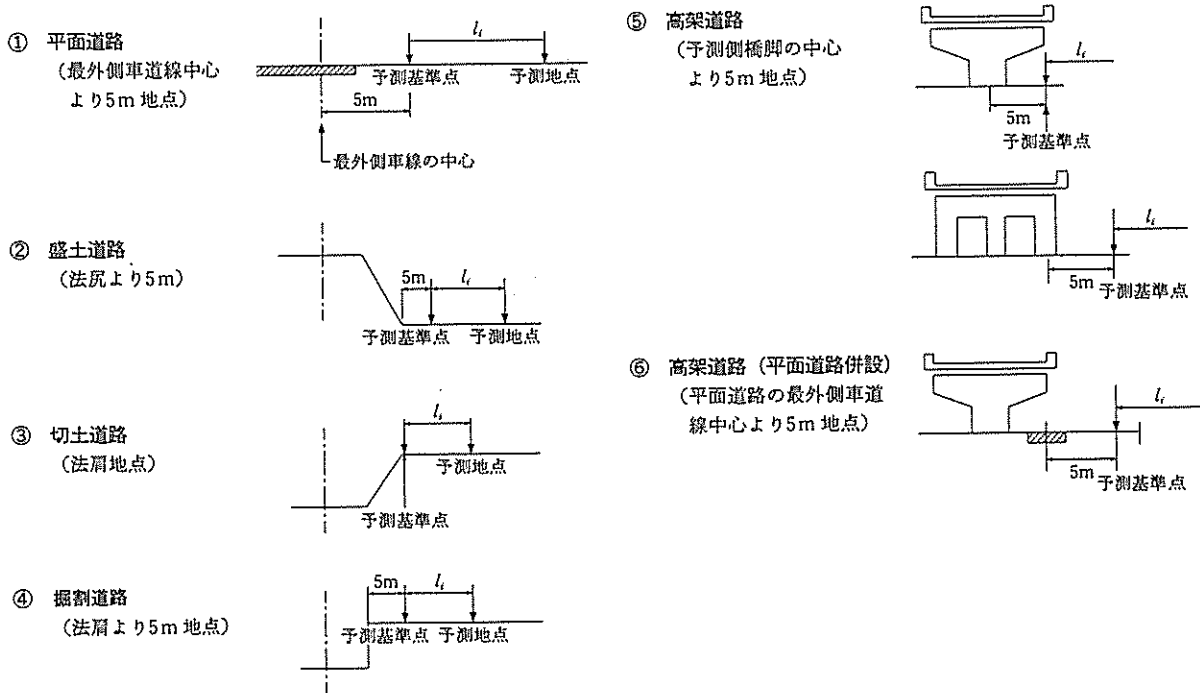 ① 平面道路
(最外側車道線中心
より5m 地点)
lᵢ
予測基準点
予測地点
5m
最外側車線の中心
② 盛土道路
(法尻より5m)
5m
lᵢ
予測基準点
予測地点
③ 切土道路
(法肩地点)
lᵢ
予測地点
予測基準点
④ 掘割道路
(法肩より5m 地点)
5m
lᵢ
予測基準点
予測地点
⑤ 高架道路
(予測側橋脚の中心
より5m 地点)
lᵢ
5m
予測基準点
lᵢ
5m
予測基準点
⑥ 高架道路(平面道路併設)
(平面道路の最外側車道
線中心より5m 地点)
lᵢ
5m
予測基準点